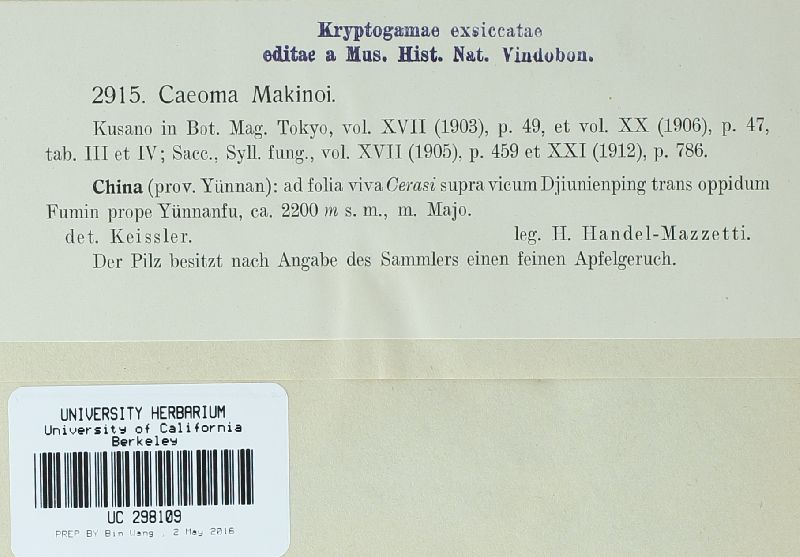 Kryptogamae exsiccatae
editae a Mus. Hist. Nat. Vindobon.
2915. Caeoma Makinoi.
Kusano in Bot. Mag. Tokyo, vol. XVII (1903), p. 49, et vol. XX (1906), p. 47,
tab. III et IV; Sacc., Syll. fung., vol. XVII (1905), p. 459 et XXI (1912), p. 786.
China (prov. Yünnan): ad folia viva Cerasi supra vicum Djiunienping trans oppidum
Fumin prope Yünnanfu, ca. 2200 m s. m., m. Majo.
det. Keissler. leg. H. Handel-Mazzetti.
Der Pilz besitzt nach Angabe des Sammlers einen feinen Apfelgeruch.
UNIVERSITY HERBARIUM
University of California
Berkeley
UC 298109
PREP BY Bin Wang , 2 May 2016